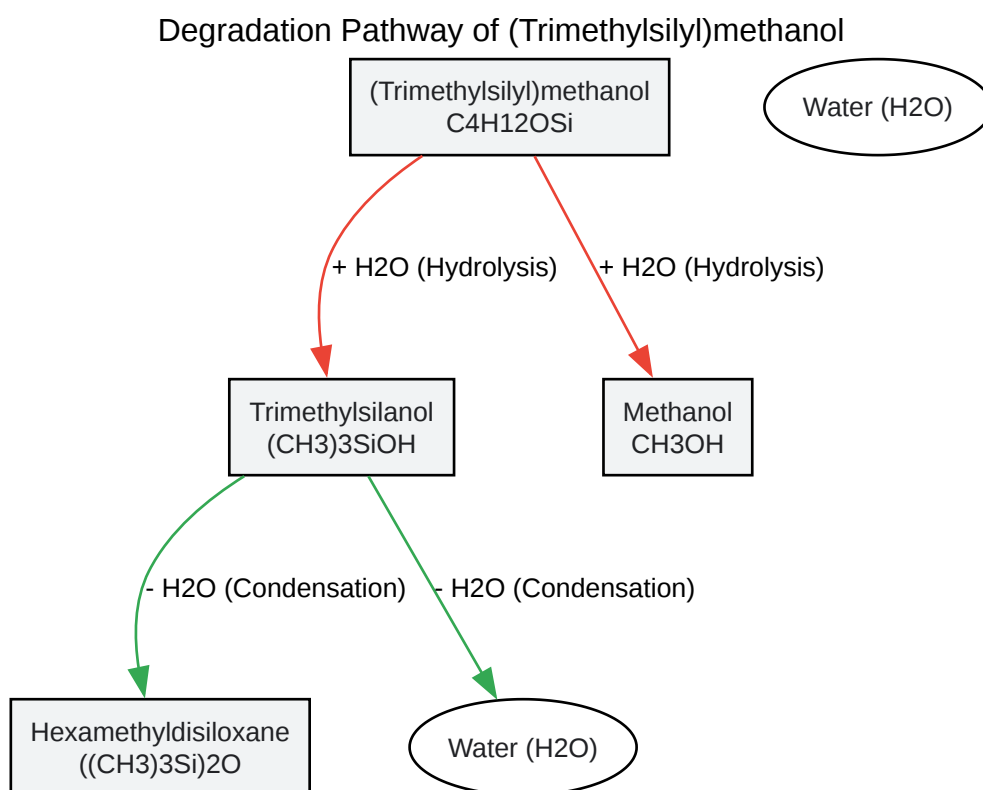 Degradation Pathway of (Trimethylsilyl)methanol
(Trimethylsilyl)methanol
C4H12OSi
Water (H2O)
+ H2O (Hydrolysis)
+ H2O (Hydrolysis)
Trimethylsilanol
(CH3)3SiOH
Methanol
CH3OH
- H2O (Condensation)
- H2O (Condensation)
Hexamethyldisiloxane
((CH3)3Si)2O
Water (H2O)